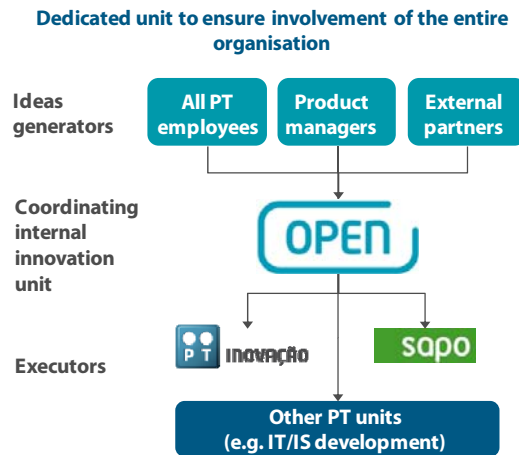 Dedicated unit to ensure involvement of the entire
organisation
Ideas
generators
All PT
employees
Product
managers
External
partners
Coordinating
internal
innovation
unit
OPEN
Executors
PT INOVAÇÃO
sapo
Other PT units
(e.g. IT/IS development)